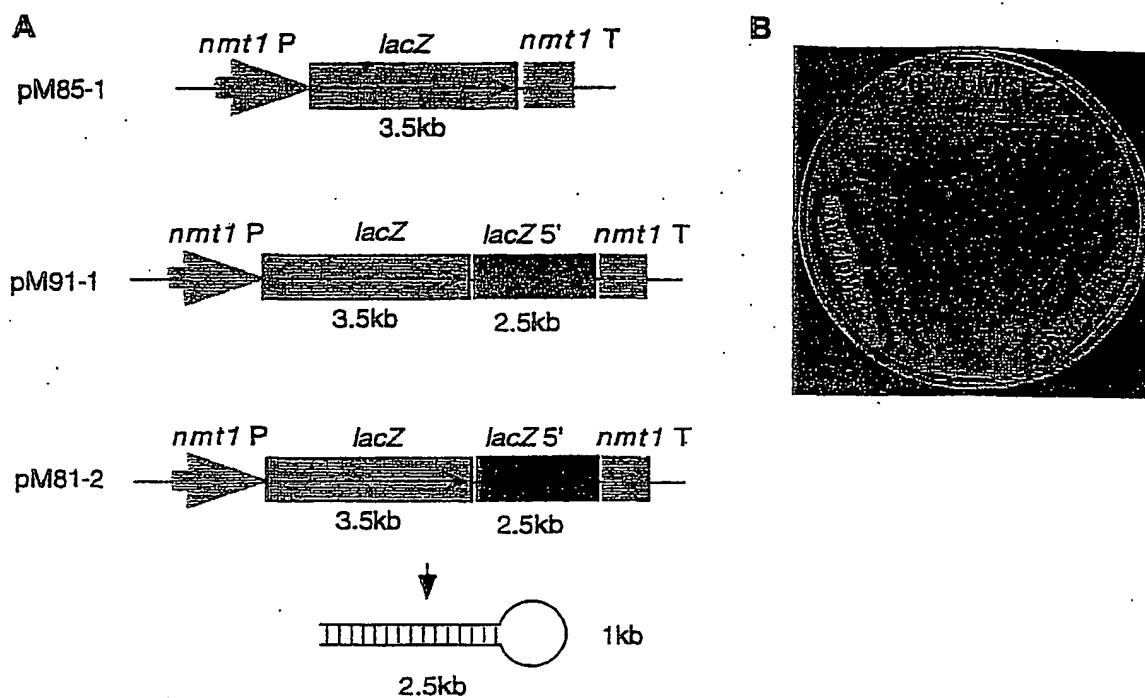 A
nmt1 P lacZ nmt1 T
pM85-1
3.5kb
nmt1 P lacZ lacZ 5' nmt1 T
pM91-1
3.5kb 2.5kb
nmt1 P lacZ lacZ 5' nmt1 T
pM81-2
3.5kb 2.5kb
1kb
2.5kb
B